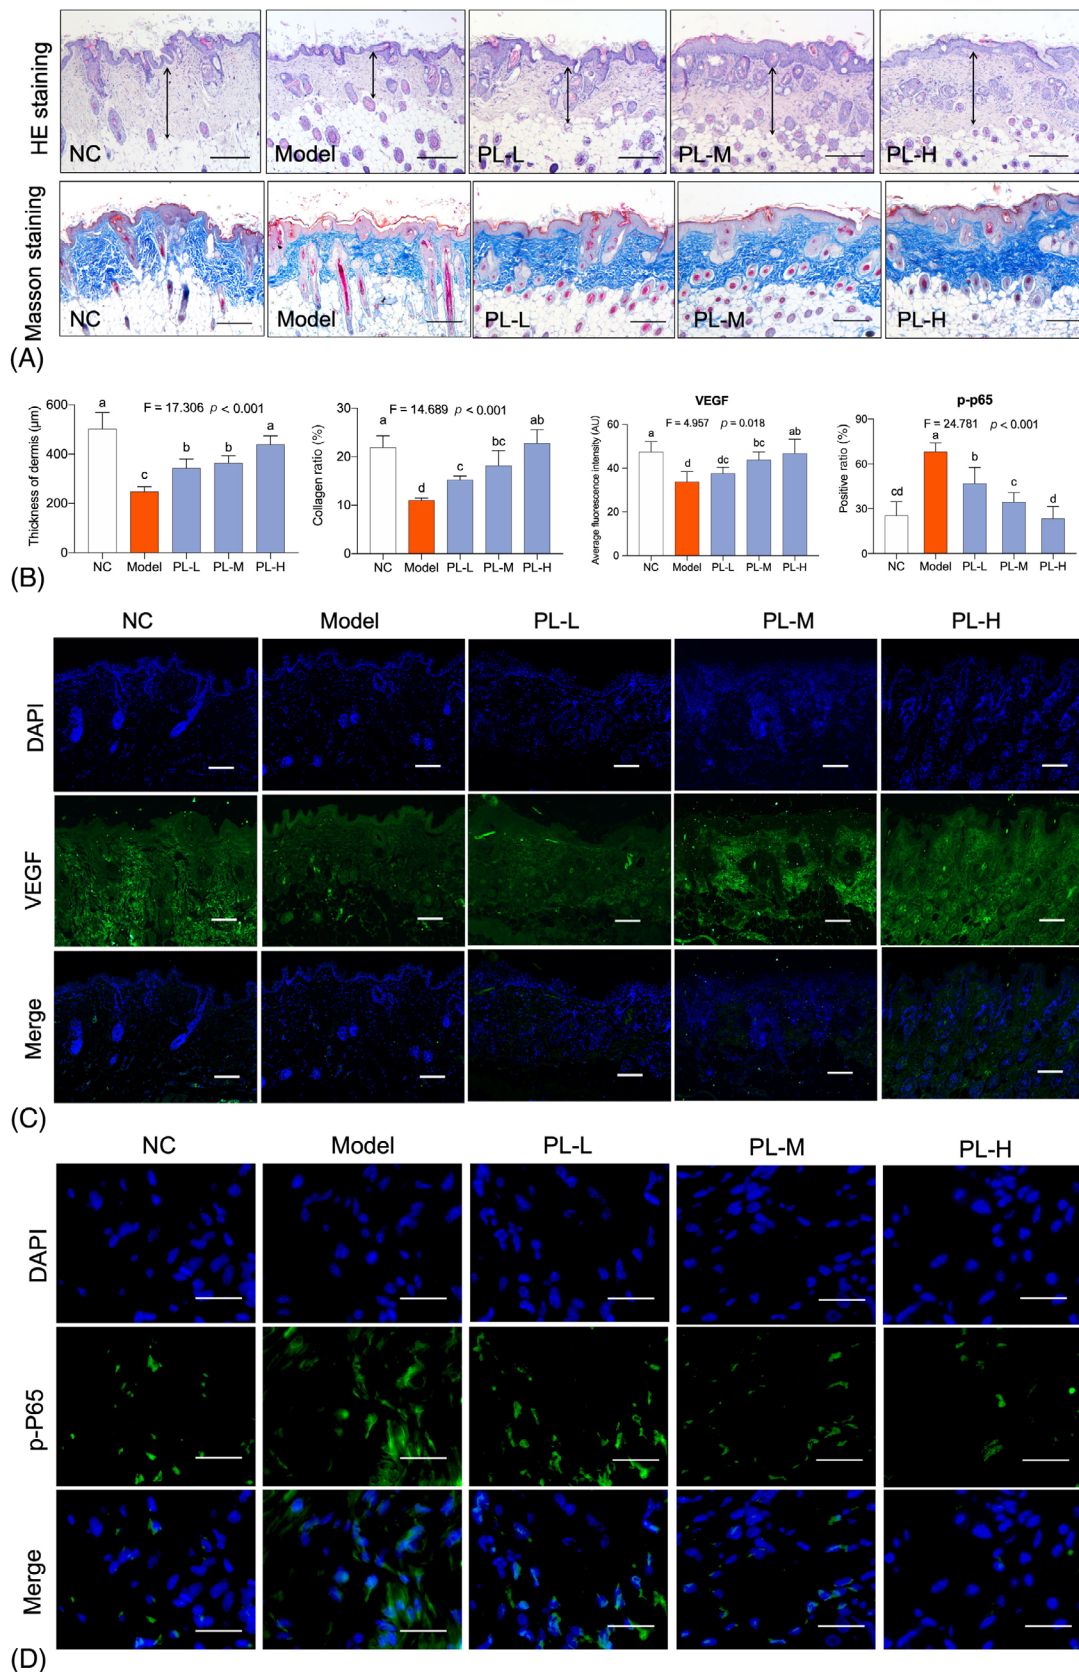 HE staining
NC
Model
PL-L
PL-M
PL-H
Masson staining
NC
Model
PL-L
PL-M
PL-H
(A)
Thickness of dermis (μm)
F = 17.306 p < 0.001
600
400
200
0
a
c
b
b
a
NC
Model
PL-L
PL-M
PL-H
Collagen ratio (%)
F = 14.689 p < 0.001
30
20
10
0
a
d
c
bc
ab
NC
Model
PL-L
PL-M
PL-H
VEGF
Average fluorescence intensity (AU)
F = 4.957 p = 0.018
60
40
20
0
a
d
dc
bc
ab
NC
Model
PL-L
PL-M
PL-H
p-p65
Positive ratio (%)
F = 24.781 p < 0.001
90
60
30
0
cd
a
b
c
d
NC
Model
PL-L
PL-M
PL-H
(B)
NC
Model
PL-L
PL-M
PL-H
DAPI
VEGF
Merge
(C)
NC
Model
PL-L
PL-M
PL-H
DAPI
p-P65
Merge
(D)